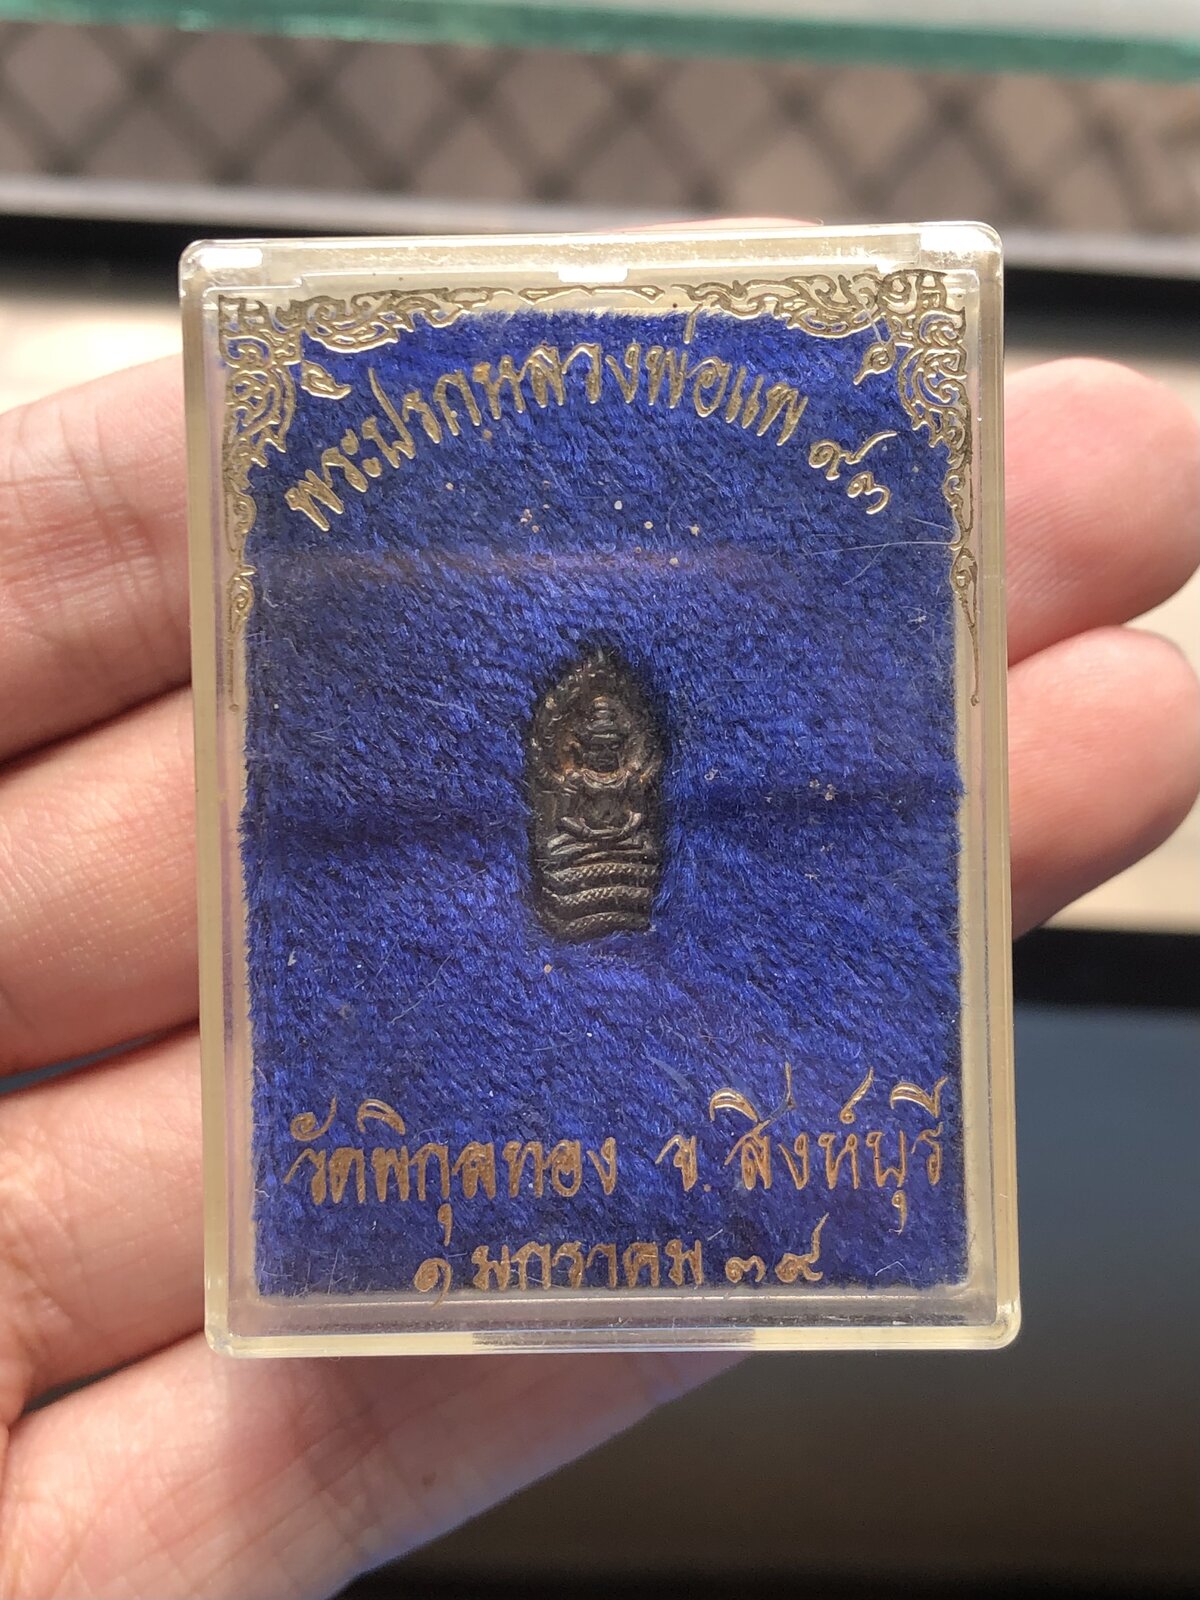 พระปรกหลวงพ่อแพ ๙๓
วัดพิกุลทอง จ.สิงห์บุรี
๑ มกราคม ๓๙